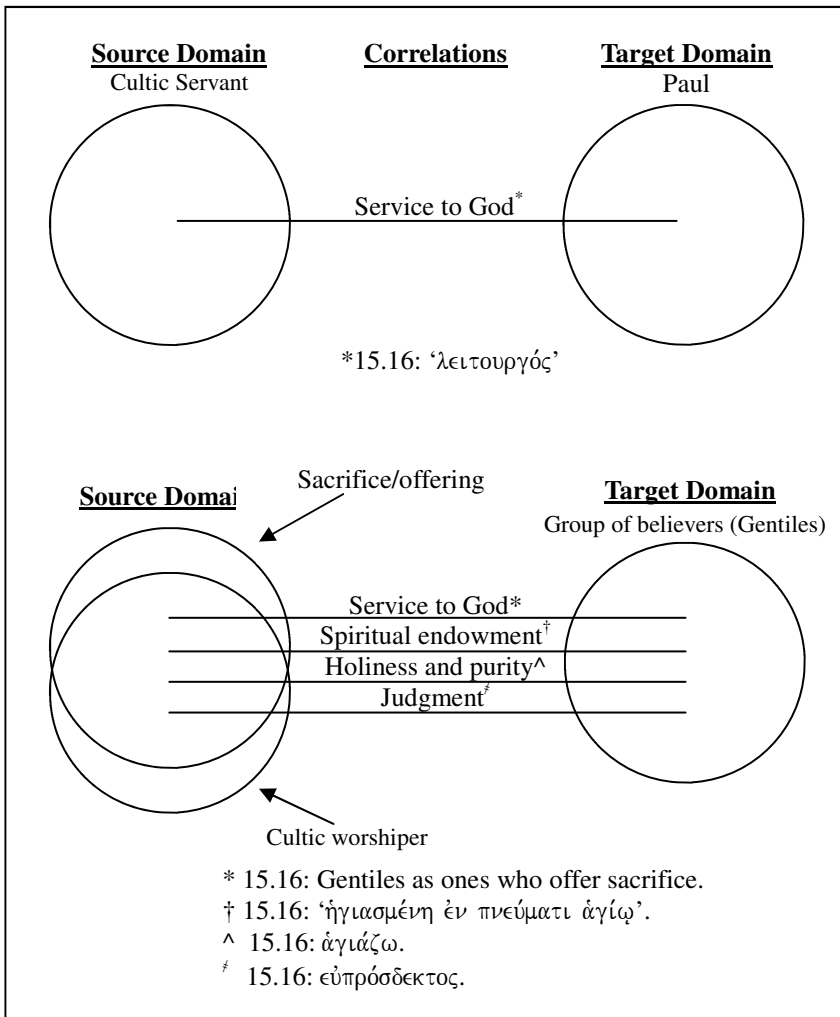 Source Domain Correlations Target Domain
Cultic Servant Paul
Service to God*
*15.16: ‘λειτουργός’
Sacrifice/offering
Source Domai Target Domain
Group of believers (Gentiles)
Service to God*
Spiritual endowment†
Holiness and purity^
Judgment҂
Cultic worshiper
* 15.16: Gentiles as ones who offer sacrifice.
† 15.16: ‘ἡγιασμένη ἐν πνεύματι ἁγίῳ’.
^ 15.16: ἁγιάζω.
҂ 15.16: εὐπρόσδεκτος.